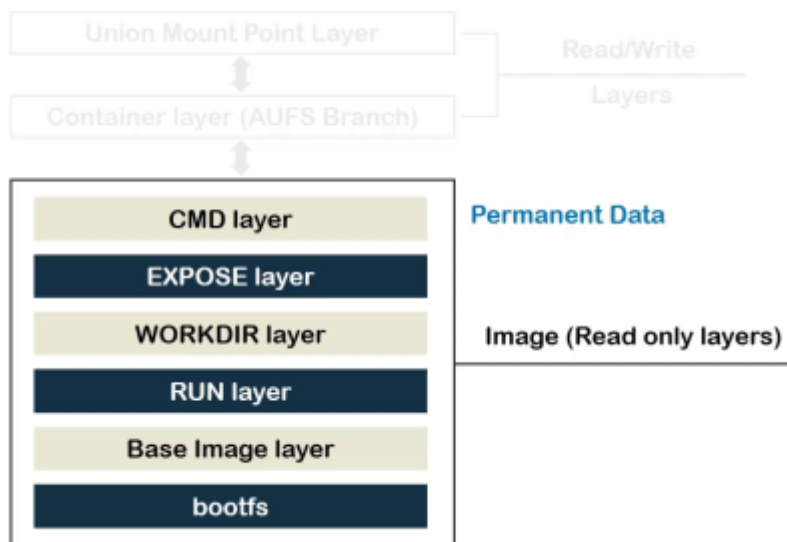 Union Mount Point Layer
Read/Write
Layers
Container layer (AUFS Branch)
CMD layer
Permanent Data
EXPOSE layer
WORKDIR layer
Image (Read only layers)
RUN layer
Base Image layer
bootfs